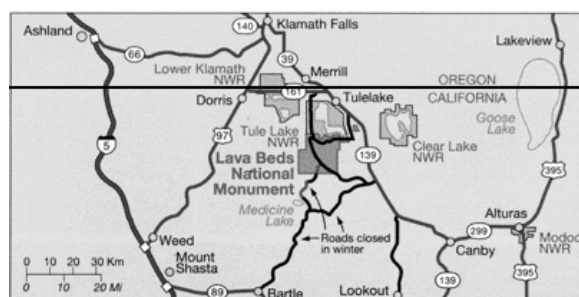 Ashland
140
Klamath Falls
66
39
Lakeview
Lower Klamath
NWR
Merrill
161
OREGON
CALIFORNIA
Dorris
Tulelake
Goose
Lake
5
97
Tule Lake
NWR
Clear Lake
NWR
139
Lava Beds
National
Monument
395
Medicine
Lake
Alturas
Weed
Roads closed
in winter
299
Modoc
NWR
Mount
Shasta
Canby
0 10 20 30 Km
0 10 20 Mi
89
Bartle
Lookout
139
395